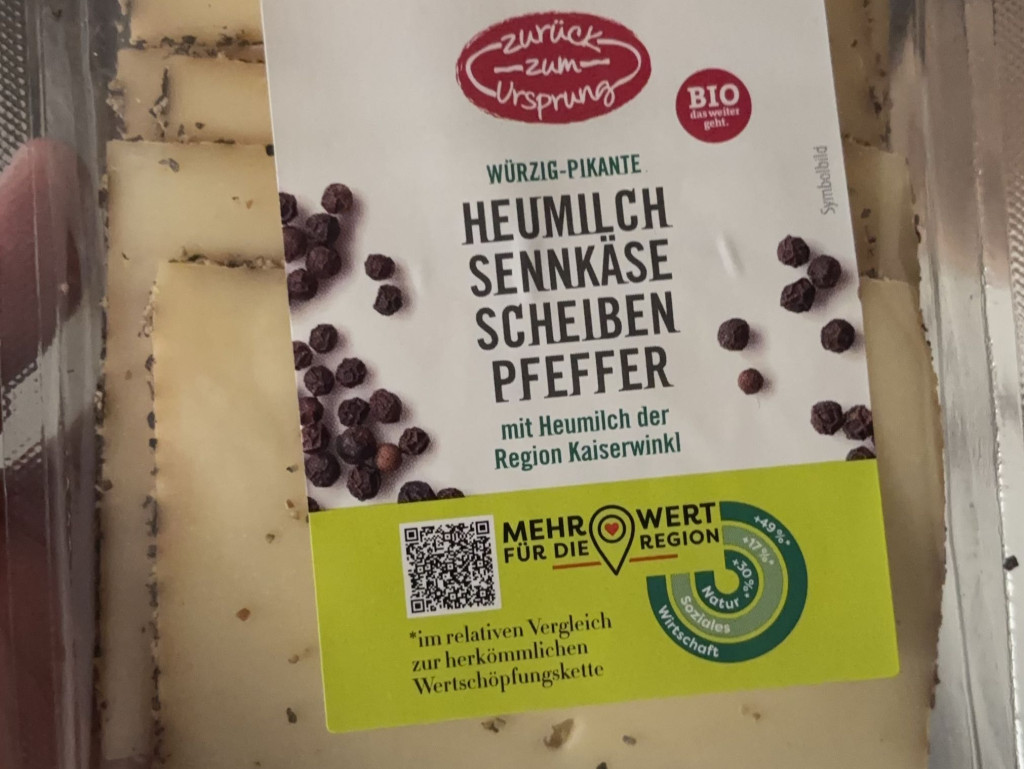 zurück
zum
Ursprung
BIO
das weiter
geht.
Symbolbild
WÜRZIG-PIKANTE
HEUMILCH
SENNKÄSE
SCHEIBEN
PFEFFER
mit Heumilch der
Region Kaiserwinkl
MEHR WERT
FÜR DIE REGION
+49%*
+17%*
+30%*
Natur
Soziales
Wirtschaft
*im relativen Vergleich
zur herkömmlichen
Wertschöpfungskette